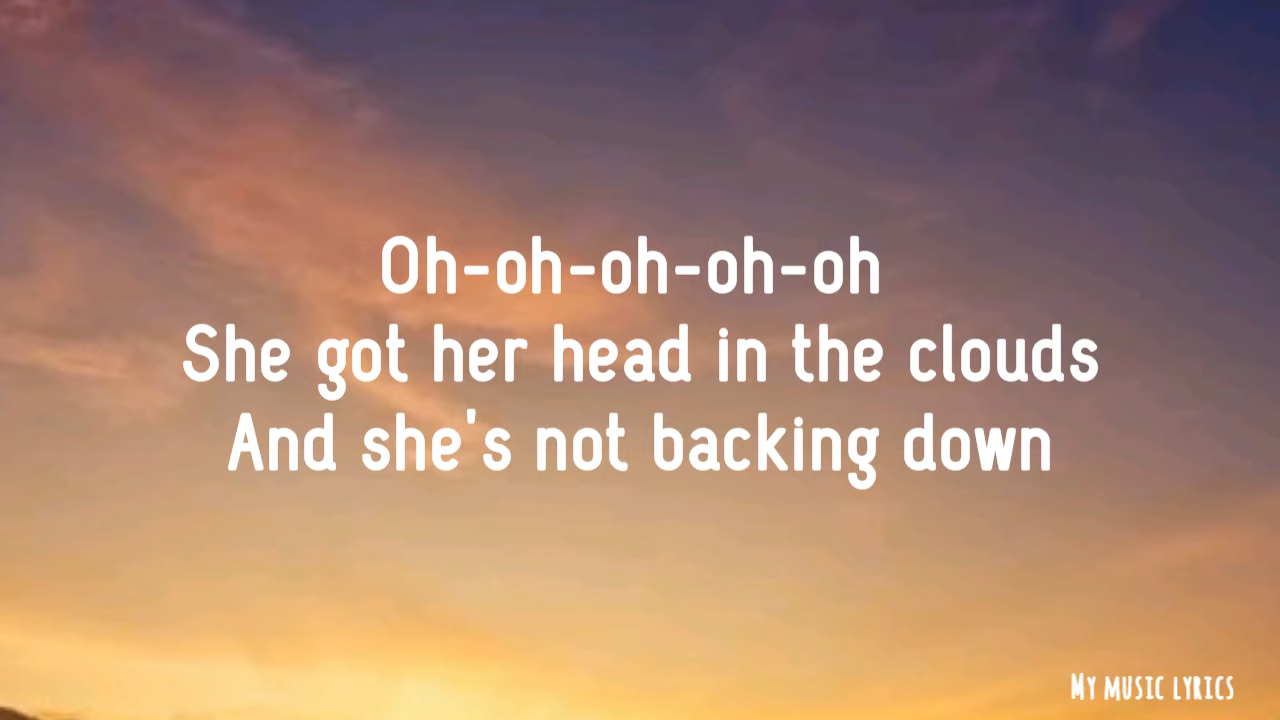 Oh-oh-oh-oh-oh
She got her head in the clouds
And she's not backing down
My music lyrics